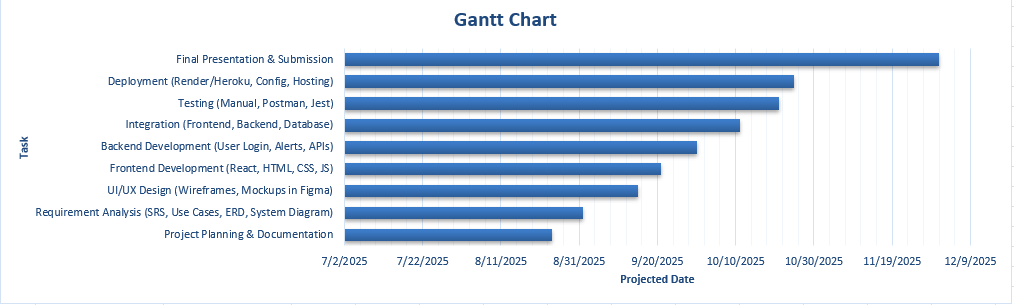 Gantt Chart
Final Presentation & Submission
Deployment (Render/Heroku, Config, Hosting)
Testing (Manual, Postman, Jest)
Integration (Frontend, Backend, Database)
Backend Development (User Login, Alerts, APIs)
Frontend Development (React, HTML, CSS, JS)
UI/UX Design (Wireframes, Mockups in Figma)
Requirement Analysis (SRS, Use Cases, ERD, System Diagram)
Project Planning & Documentation
Task
7/2/2025 7/22/2025 8/11/2025 8/31/2025 9/20/2025 10/10/2025 10/30/2025 11/19/2025 12/9/2025
Projected Date